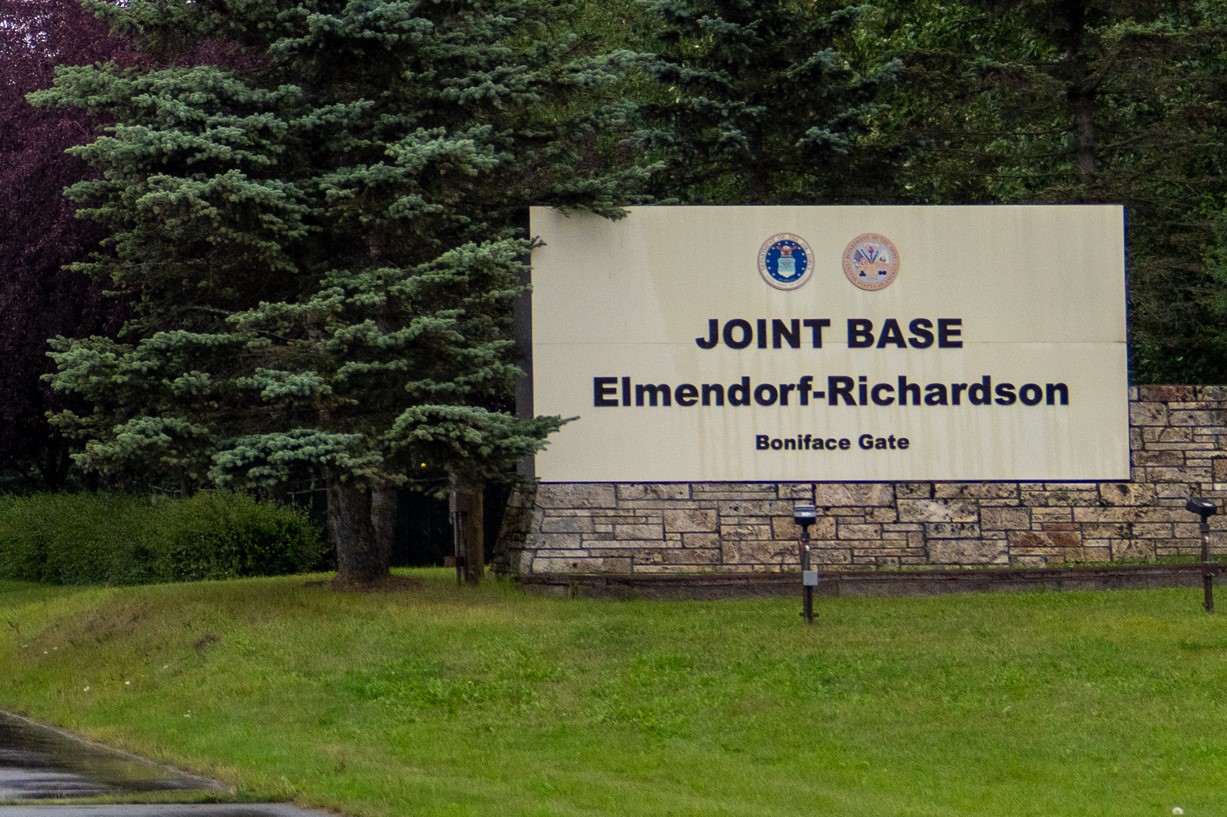 JOINT BASE
Elmendorf-Richardson
Boniface Gate